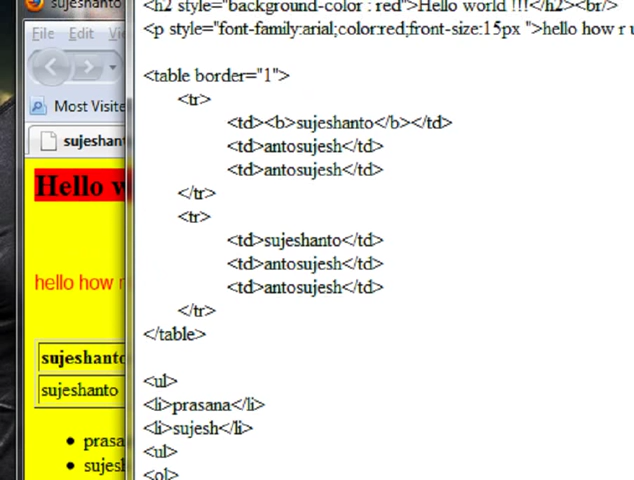 sujeshanto
File Edit Vi
Most Visite
sujeshant
Hello w
hello how r
sujeshanto
sujeshanto
prasa
sujes
<h2 style="background-color : red">Hello world !!!</h2><br/>
<p style="font-family:arial;color:red;front-size:15px ">hello how r u
<table border="1">
<tr>
<td><b>sujeshanto</b></td>
<td>antosujesh</td>
<td>antosujesh</td>
</tr>
<tr>
<td>sujeshanto</td>
<td>antosujesh</td>
<td>antosujesh</td>
</tr>
</table>
<ul>
<li>prasana</li>
<li>sujesh</li>
<ul>
<ol>